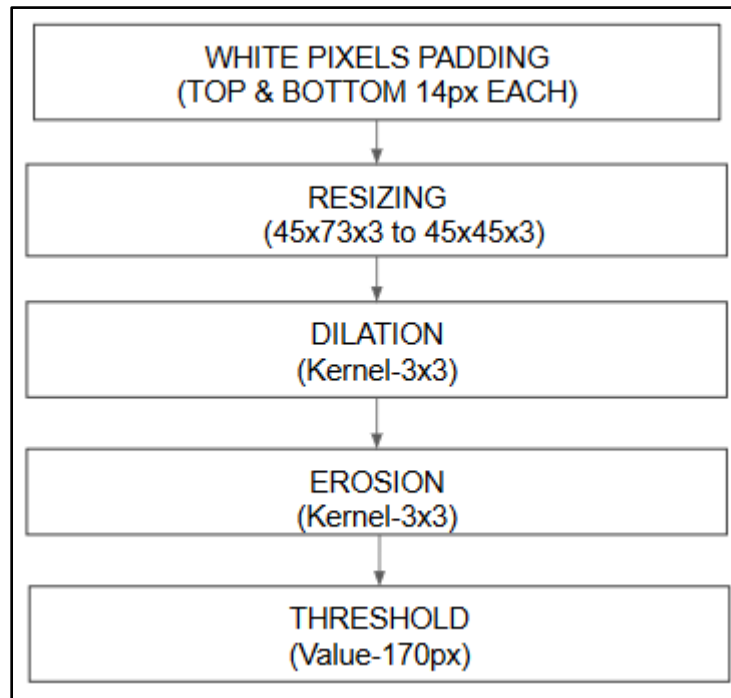 WHITE PIXELS PADDING
(TOP & BOTTOM 14px EACH)
RESIZING
(45x73x3 to 45x45x3)
DILATION
(Kernel-3x3)
EROSION
(Kernel-3x3)
THRESHOLD
(Value-170px)